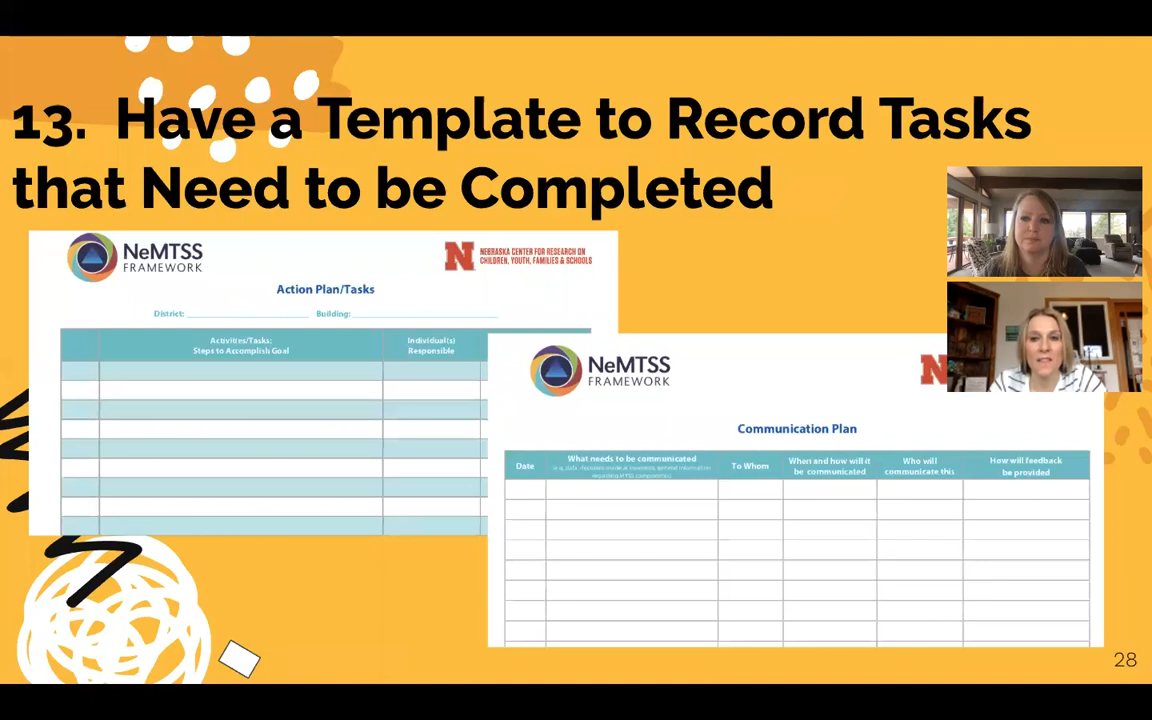 13. Have a Template to Record Tasks
that Need to be Completed
NeMTSS
FRAMEWORK
N
NEBRASKA CENTER FOR RESEARCH ON
CHILDREN, YOUTH, FAMILIES & SCHOOLS
Action Plan/Tasks
District: Building:
Activities/Tasks:
Steps to Accomplish Goal
Individual(s)
Responsible
NeMTSS
FRAMEWORK
N
Communication Plan
Date
What needs to be communicated
To Whom
When and how will it
be communicated
Who will
communicate this
How will feedback
be provided
28